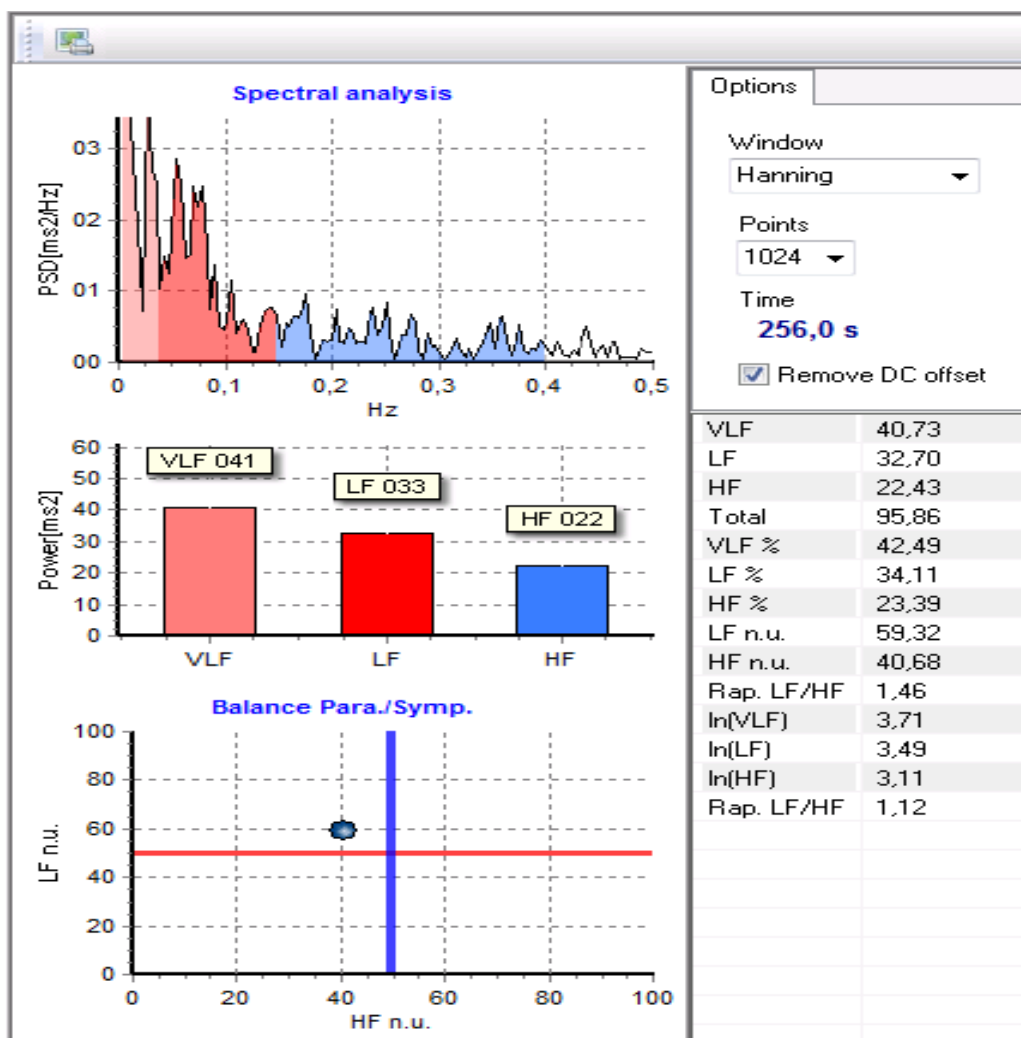 Spectral analysis
PSD[ms2/Hz]
03
02
01
00
0 0,1 0,2 0,3 0,4 0,5
Hz
Power[ms2]
60
50
40
30
20
10
0
VLF 041
LF 033
HF 022
VLF LF HF
Balance Para./Symp.
LF n.u.
100
80
60
40
20
0
0 20 40 60 80 100
HF n.u.
Options
Window
Hanning
Points
1024
Time
256,0 s
Remove DC offset
VLF 40,73
LF 32,70
HF 22,43
Total 95,86
VLF % 42,49
LF % 34,11
HF % 23,39
LF n.u. 59,32
HF n.u. 40,68
Rap. LF/HF 1,46
ln(VLF) 3,71
ln(LF) 3,49
ln(HF) 3,11
Rap. LF/HF 1,12